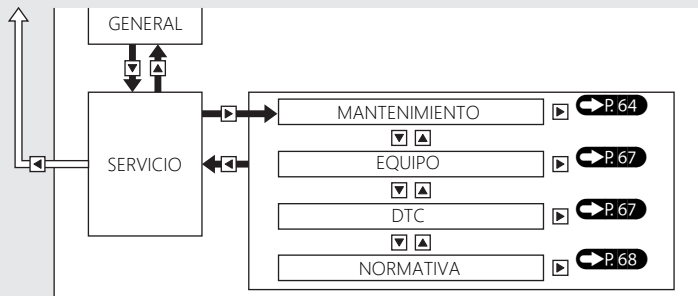 GENERAL
SERVICIO
MANTENIMIENTO
P. 64
EQUIPO
P. 67
DTC
P. 67
NORMATIVA
P. 68